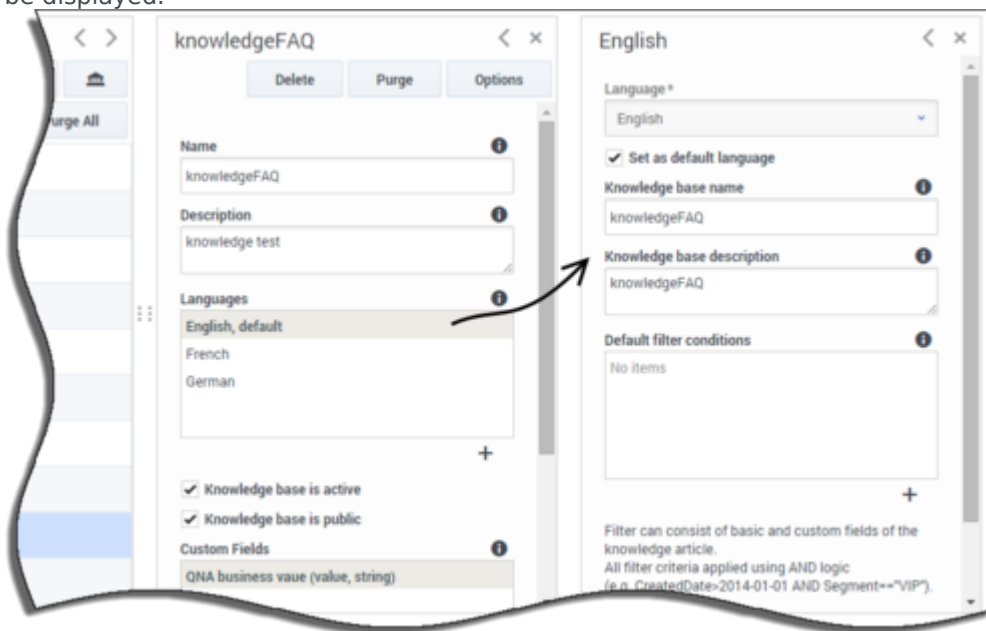 be displayed.
urge All
knowledgeFAQ
Delete Purge Options
Name
knowledgeFAQ
Description
knowledge test
Languages
English, default
French
German
+
Knowledge base is active
Knowledge base is public
Custom Fields
QNA business vaue (value, string)
English
Language*
English
Set as default language
Knowledge base name
knowledgeFAQ
Knowledge base description
knowledgeFAQ
Default filter conditions
No items
+
Filter can consist of basic and custom fields of the
knowledge article.
All filter criteria applied using AND logic
(e.g. CreatedDate>2014-01-01 AND Segment=="VIP").